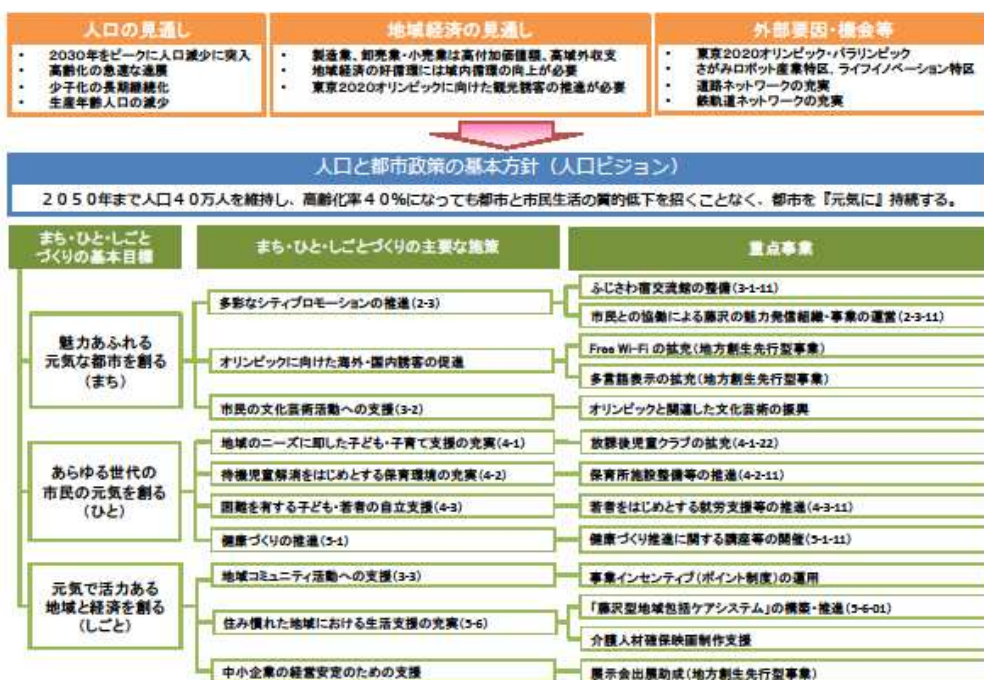 人口の見通し
・ 2030年をピークに人口減少に突入
・ 高齢化の急速な進展
・ 少子化の長期継続化
・ 生産年齢人口の減少
地域経済の見通し
・ 製造業、卸売業・小売業は高付加価値額、高域外収支
・ 地域経済の好循環には域内循環の向上が必要
・ 東京2020オリンピックに向けた観光誘客の推進が必要
外部要因・機会等
・ 東京2020オリンピック・パラリンピック
・ さがみロボット産業特区、ライフイノベーション特区
・ 道路ネットワークの充実
・ 鉄軌道ネットワークの充実
人口と都市政策の基本方針（人口ビジョン）
２０５０年まで人口４０万人を維持し、高齢化率４０％になっても都市と市民生活の質的低下を招くことなく、都市を『元気に』持続する。
まち・ひと・しごと
づくりの基本目標
まち・ひと・しごとづくりの主要な施策
重点事業
魅力あふれる
元気な都市を創る
(まち)
多彩なシティプロモーションの推進(2-3)
ふじさわ宿交流館の整備(3-1-11)
市民との協働による藤沢の魅力発信組織・事業の運営(2-3-11)
オリンピックに向けた海外・国内誘客の促進
Free Wi-Fi の拡充(地方創生先行型事業)
多言語表示の拡充(地方創生先行型事業)
市民の文化芸術活動への支援(3-2)
オリンピックと関連した文化芸術の振興
あらゆる世代の
市民の元気を創る
(ひと)
地域のニーズに即した子ども・子育て支援の充実(4-1)
放課後児童クラブの拡充(4-1-22)
待機児童解消をはじめとする保育環境の充実(4-2)
保育所施設整備等の推進(4-2-11)
困難を有する子ども・若者の自立支援(4-3)
若者をはじめとする就労支援等の推進(4-3-11)
健康づくりの推進(5-1)
健康づくり推進に関する講座等の開催(5-1-11)
元気で活力ある
地域と経済を創る
(しごと)
地域コミュニティ活動への支援(3-3)
事業インセンティブ(ポイント制度)の運用
住み慣れた地域における生活支援の充実(5-6)
「藤沢型地域包括ケアシステム」の構築・推進(5-6-01)
介護人材確保映画制作支援
中小企業の経営安定のための支援
展示会出展助成(地方創生先行型事業)